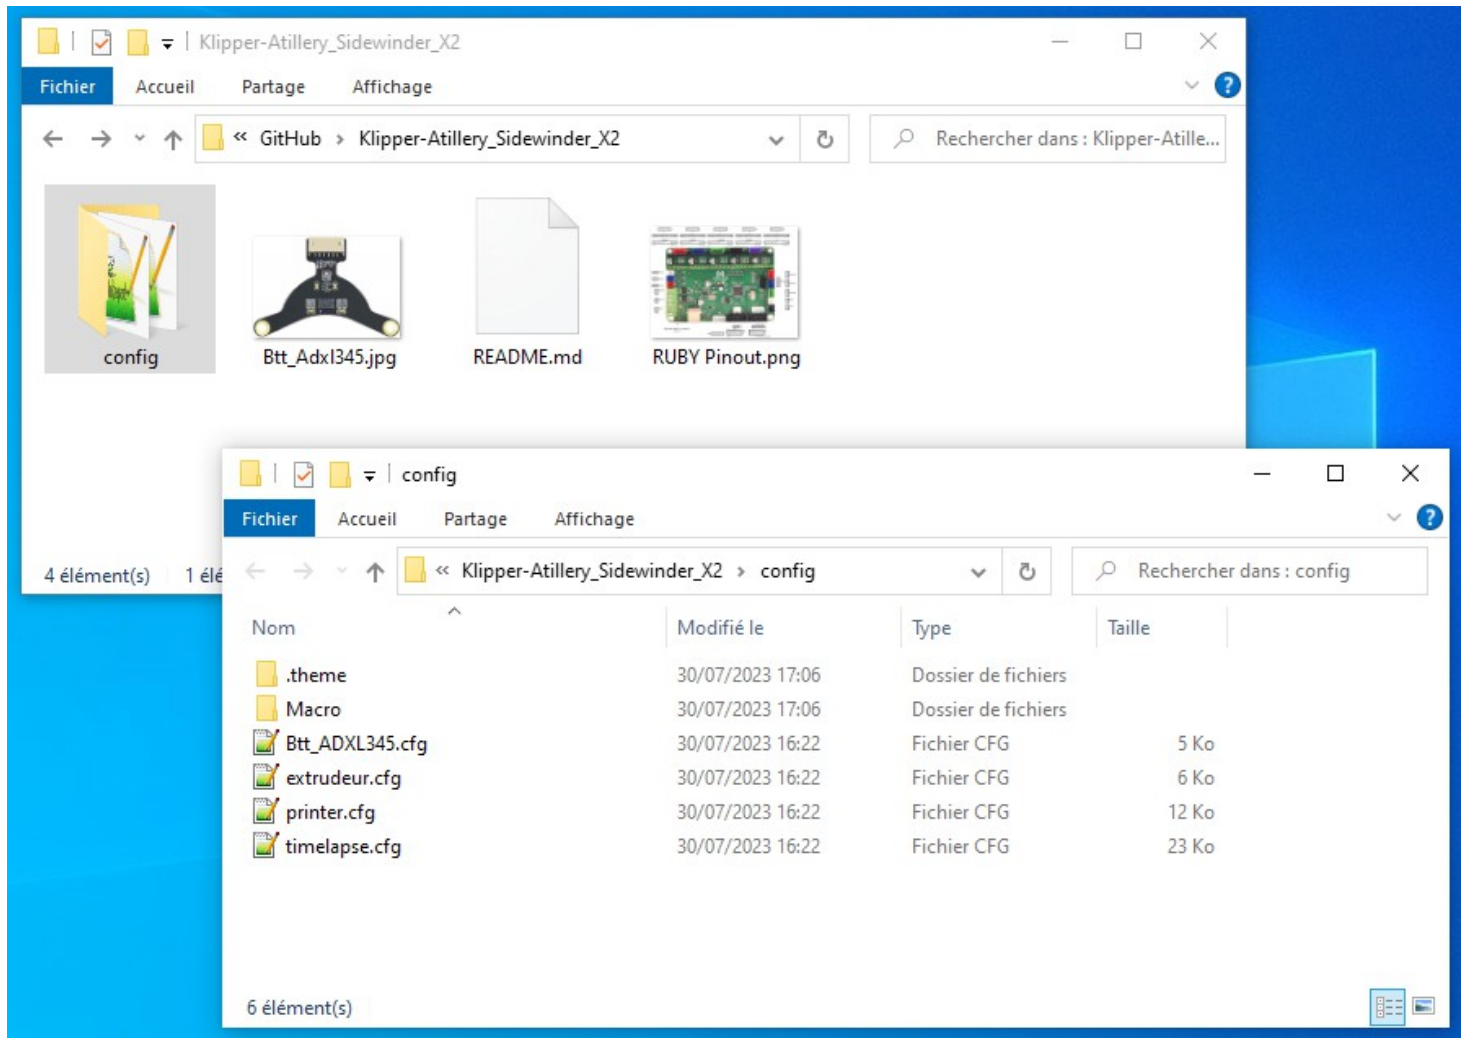 Klipper-Atillery_Sidewinder_X2
Fichier Accueil Partage Affichage
« GitHub › Klipper-Atillery_Sidewinder_X2 Rechercher dans : Klipper-Atille...
config Btt_Adxl345.jpg README.md RUBY Pinout.png
4 élément(s) 1 élé
config
Fichier Accueil Partage Affichage
« Klipper-Atillery_Sidewinder_X2 › config Rechercher dans : config
Nom Modifié le Type Taille
.theme 30/07/2023 17:06 Dossier de fichiers
Macro 30/07/2023 17:06 Dossier de fichiers
Btt_ADXL345.cfg 30/07/2023 16:22 Fichier CFG 5 Ko
extrudeur.cfg 30/07/2023 16:22 Fichier CFG 6 Ko
printer.cfg 30/07/2023 16:22 Fichier CFG 12 Ko
timelapse.cfg 30/07/2023 16:22 Fichier CFG 23 Ko
6 élément(s)